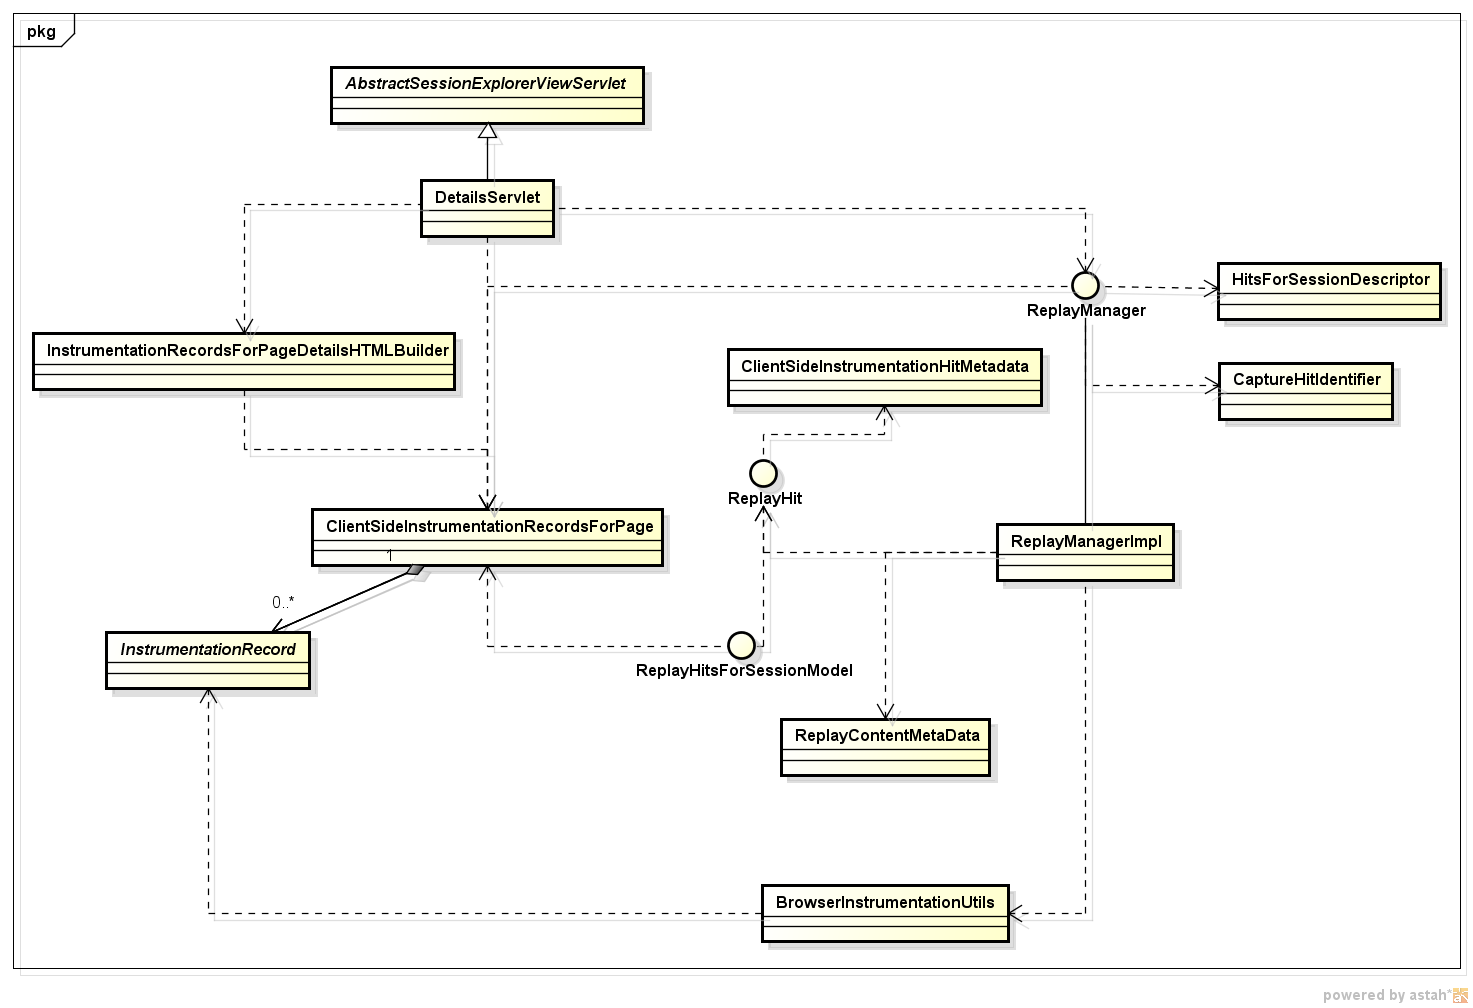 pkg
AbstractSessionExplorerViewServlet
DetailsServlet
HitsForSessionDescriptor
ReplayManager
InstrumentationRecordsForPageDetailsHTMLBuilder
ClientSideInstrumentationHitMetadata
CaptureHitIdentifier
ReplayHit
ClientSideInstrumentationRecordsForPage
ReplayManagerImpl
1
0..*
InstrumentationRecord
ReplayHitsForSessionModel
ReplayContentMetaData
BrowserInstrumentationUtils
powered by astah*